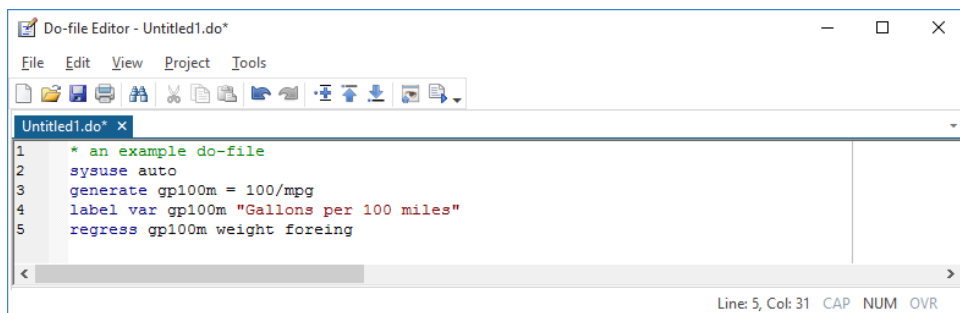 Do-file Editor - Untitled1.do*
File Edit View Project Tools
Untitled1.do* ×
1 * an example do-file
2 sysuse auto
3 generate gp100m = 100/mpg
4 label var gp100m "Gallons per 100 miles"
5 regress gp100m weight foreing
Line: 5, Col: 31 CAP NUM OVR